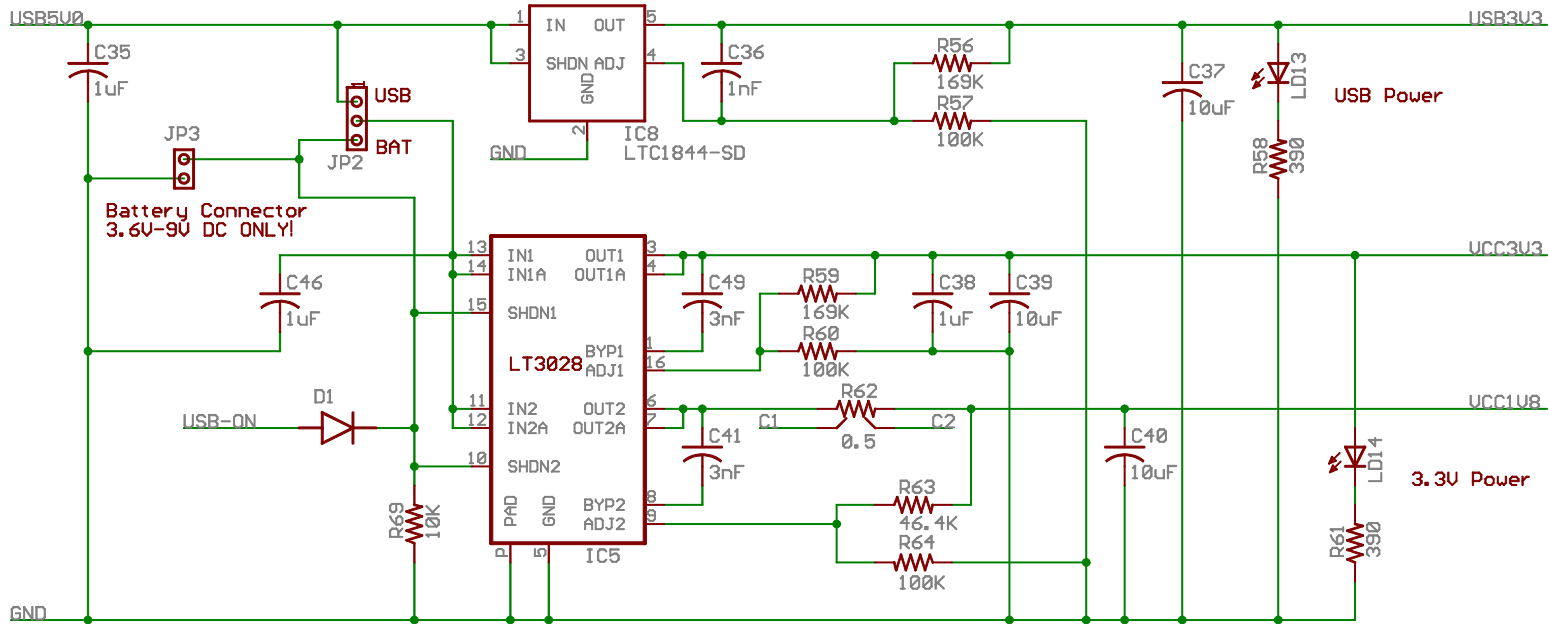 USB5V0
1 IN OUT 5
USB3V3
C35
1uF
3 SHDN ADJ 4
GND
2
IC8
LTC1844-SD
GND
C36
1nF
R56
169K
R57
100K
C37
10uF
LD13
USB Power
R58
390
1
USB
BAT
JP2
JP3
Battery Connector
3.6V-9V DC ONLY!
13 IN1 OUT1 3
14 IN1A OUT1A 4
VCC3V3
C46
1uF
15 SHDN1
C49
3nF
R59
169K
R60
100K
C38
1uF
C39
10uF
BYP1 1
LT3028
ADJ1 16
D1
USB-ON
11 IN2 OUT2 6
12 IN2A OUT2A 7
R62
C1 C2
0.5
VCC1V8
C41
3nF
C40
10uF
LD14
3.3V Power
10 SHDN2
R63
46.4K
BYP2 8
ADJ2 9
R64
100K
R69
10K
PAD GND
P 5
IC5
R61
390
GND